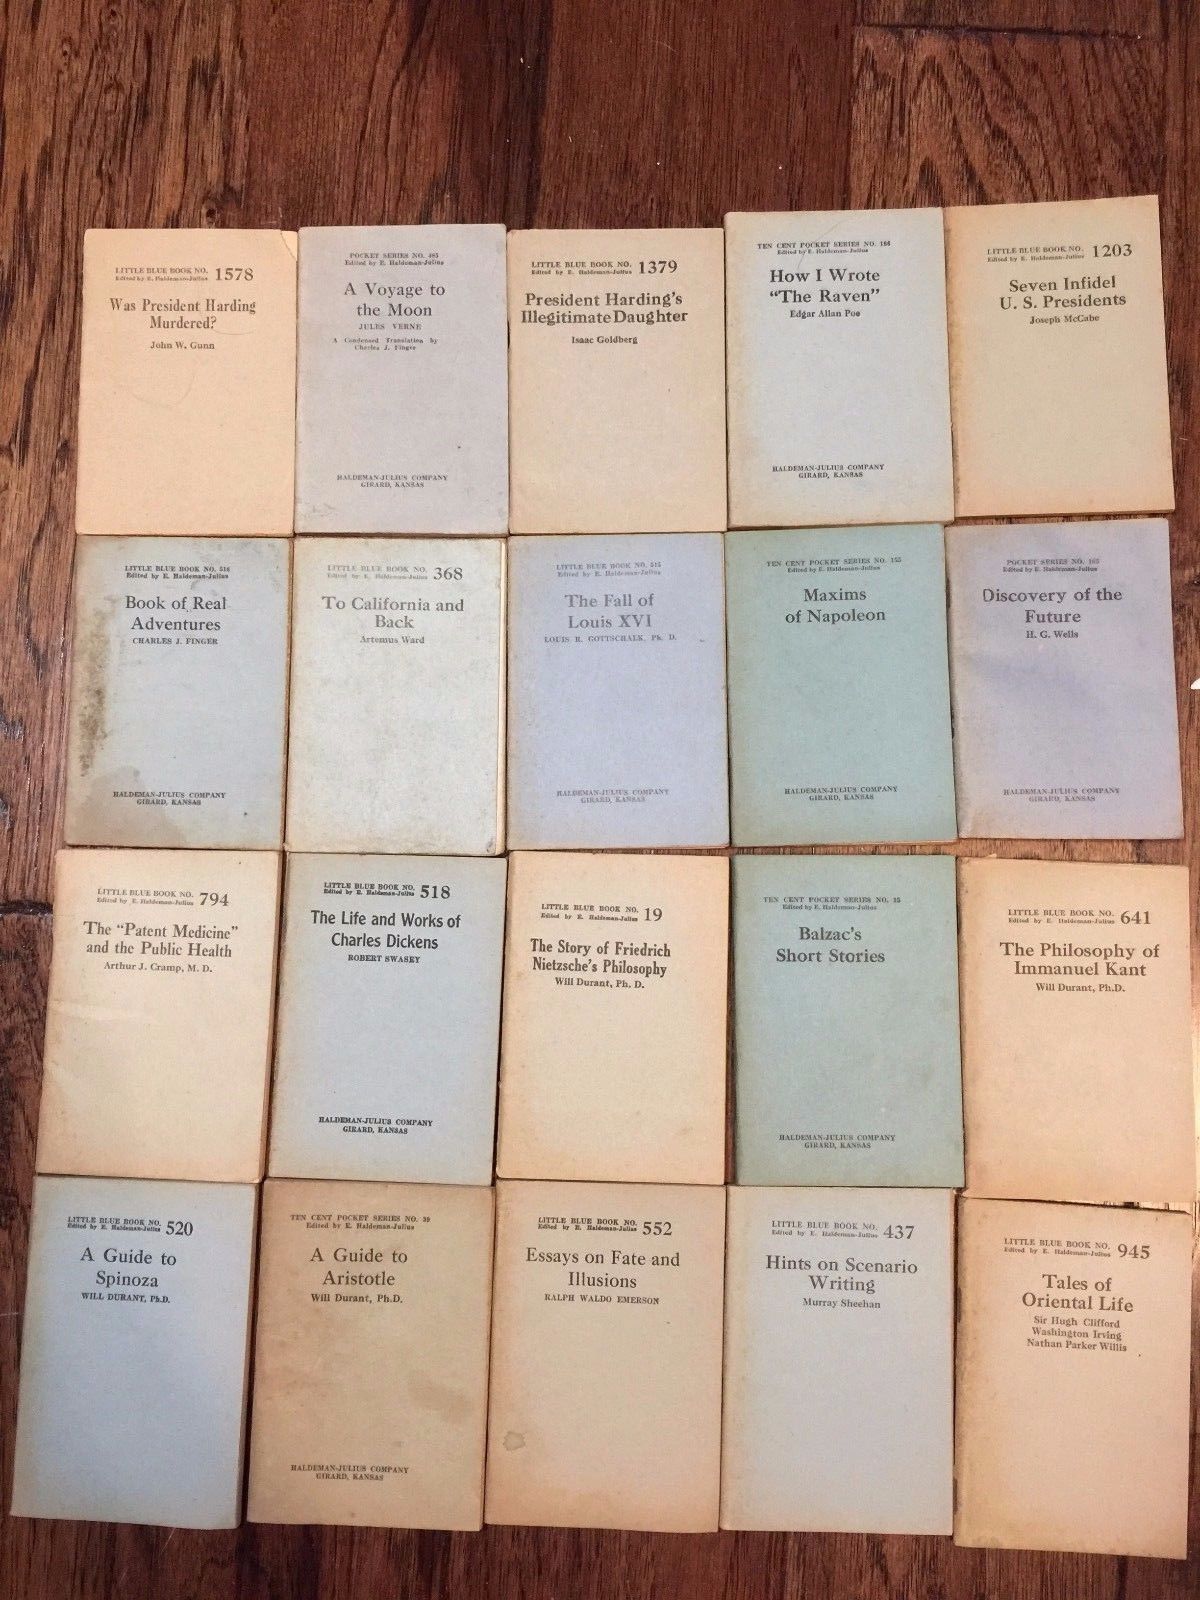 LITTLE BLUE BOOK NO. 1578
Edited by E. Haldeman-Julius
Was President Harding
Murdered?
John W. Gunn
POCKET SERIES NO. 485
Edited by E. Haldeman-Julius
A Voyage to
the Moon
JULES VERNE
A Condensed Translation by
Charles J. Finger
HALDEMAN-JULIUS COMPANY
GIRARD, KANSAS
LITTLE BLUE BOOK NO. 1379
Edited by E. Haldeman-Julius
President Harding's
Illegitimate Daughter
Isaac Goldberg
TEN CENT POCKET SERIES NO.
Edited by E. Haldeman-Julius
How I Wrote
"The Raven"
Edgar Allan Poe
HALDEMAN-JULIUS COMPANY
GIRARD, KANSAS
LITTLE BLUE BOOK NO. 1203
Edited by E. Haldeman-Julius
Seven Infidel
U. S. Presidents
Joseph McCabe
LITTLE BLUE BOOK NO. 516
Edited by E. Haldeman-Julius
Book of Real
Adventures
CHARLES J. FINGER
HALDEMAN-JULIUS COMPANY
GIRARD, KANSAS
LITTLE BLUE BOOK NO. 368
Edited by E. Haldeman-Julius
To California and
Back
Artemus Ward
LITTLE BLUE BOOK NO. 515
Edited by E. Haldeman-Julius
The Fall of
Louis XVI
LOUIS R. GOTTSCHALK, Ph. D.
HALDEMAN-JULIUS COMPANY
GIRARD, KANSAS
TEN CENT POCKET SERIES NO. 155
Edited by E. Haldeman-Julius
Maxims
of Napoleon
HALDEMAN-JULIUS COMPANY
GIRARD, KANSAS
POCKET SERIES NO.
Edited by E. Haldeman-Julius
Discovery of the
Future
H. G. Wells
HALDEMAN-JULIUS COMPANY
GIRARD, KANSAS
LITTLE BLUE BOOK NO. 794
Edited by E. Haldeman-Julius
The "Patent Medicine"
and the Public Health
Arthur J. Cramp, M. D.
LITTLE BLUE BOOK NO. 518
Edited by E. Haldeman-Julius
The Life and Works of
Charles Dickens
ROBERT SWASEY
HALDEMAN-JULIUS COMPANY
GIRARD, KANSAS
LITTLE BLUE BOOK NO. 19
Edited by E. Haldeman-Julius
The Story of Friedrich
Nietzsche's Philosophy
Will Durant, Ph. D.
TEN CENT POCKET SERIES NO. 15
Edited by E. Haldeman-Julius
Balzac's
Short Stories
HALDEMAN-JULIUS COMPANY
GIRARD, KANSAS
LITTLE BLUE BOOK NO. 641
Edited by E. Haldeman-Julius
The Philosophy of
Immanuel Kant
Will Durant, Ph.D.
LITTLE BLUE BOOK NO. 520
Edited by E. Haldeman-Julius
A Guide to
Spinoza
WILL DURANT, Ph.D.
TEN CENT POCKET SERIES NO. 39
Edited by E. Haldeman-Julius
A Guide to
Aristotle
Will Durant, Ph.D.
HALDEMAN-JULIUS COMPANY
GIRARD, KANSAS
LITTLE BLUE BOOK NO. 552
Edited by E. Haldeman-Julius
Essays on Fate and
Illusions
RALPH WALDO EMERSON
LITTLE BLUE BOOK NO. 437
Edited by E. Haldeman-Julius
Hints on Scenario
Writing
Murray Sheehan
LITTLE BLUE BOOK NO. 945
Edited by E. Haldeman-Julius
Tales of
Oriental Life
Sir Hugh Clifford
Washington Irving
Nathan Parker Willis